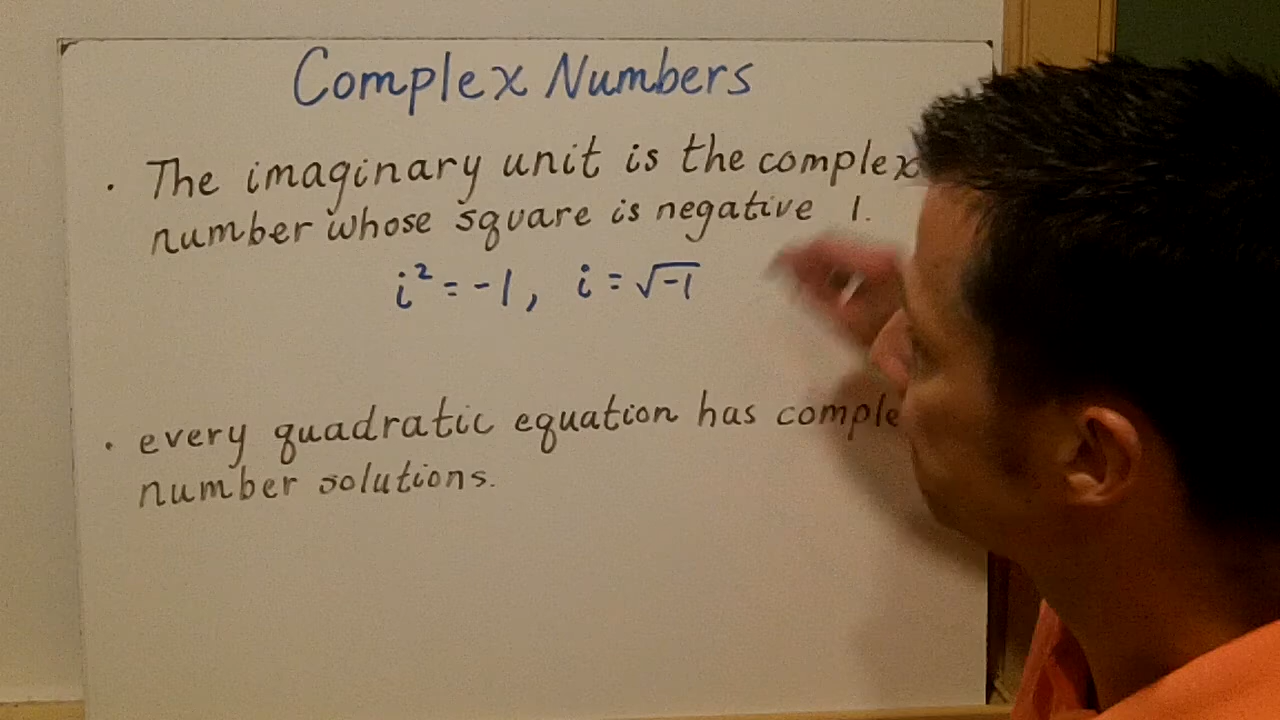 Complex Numbers
· The imaginary unit is the complex
number whose square is negative 1.
i² = -1, i = √-1
· every quadratic equation has comple
number solutions.